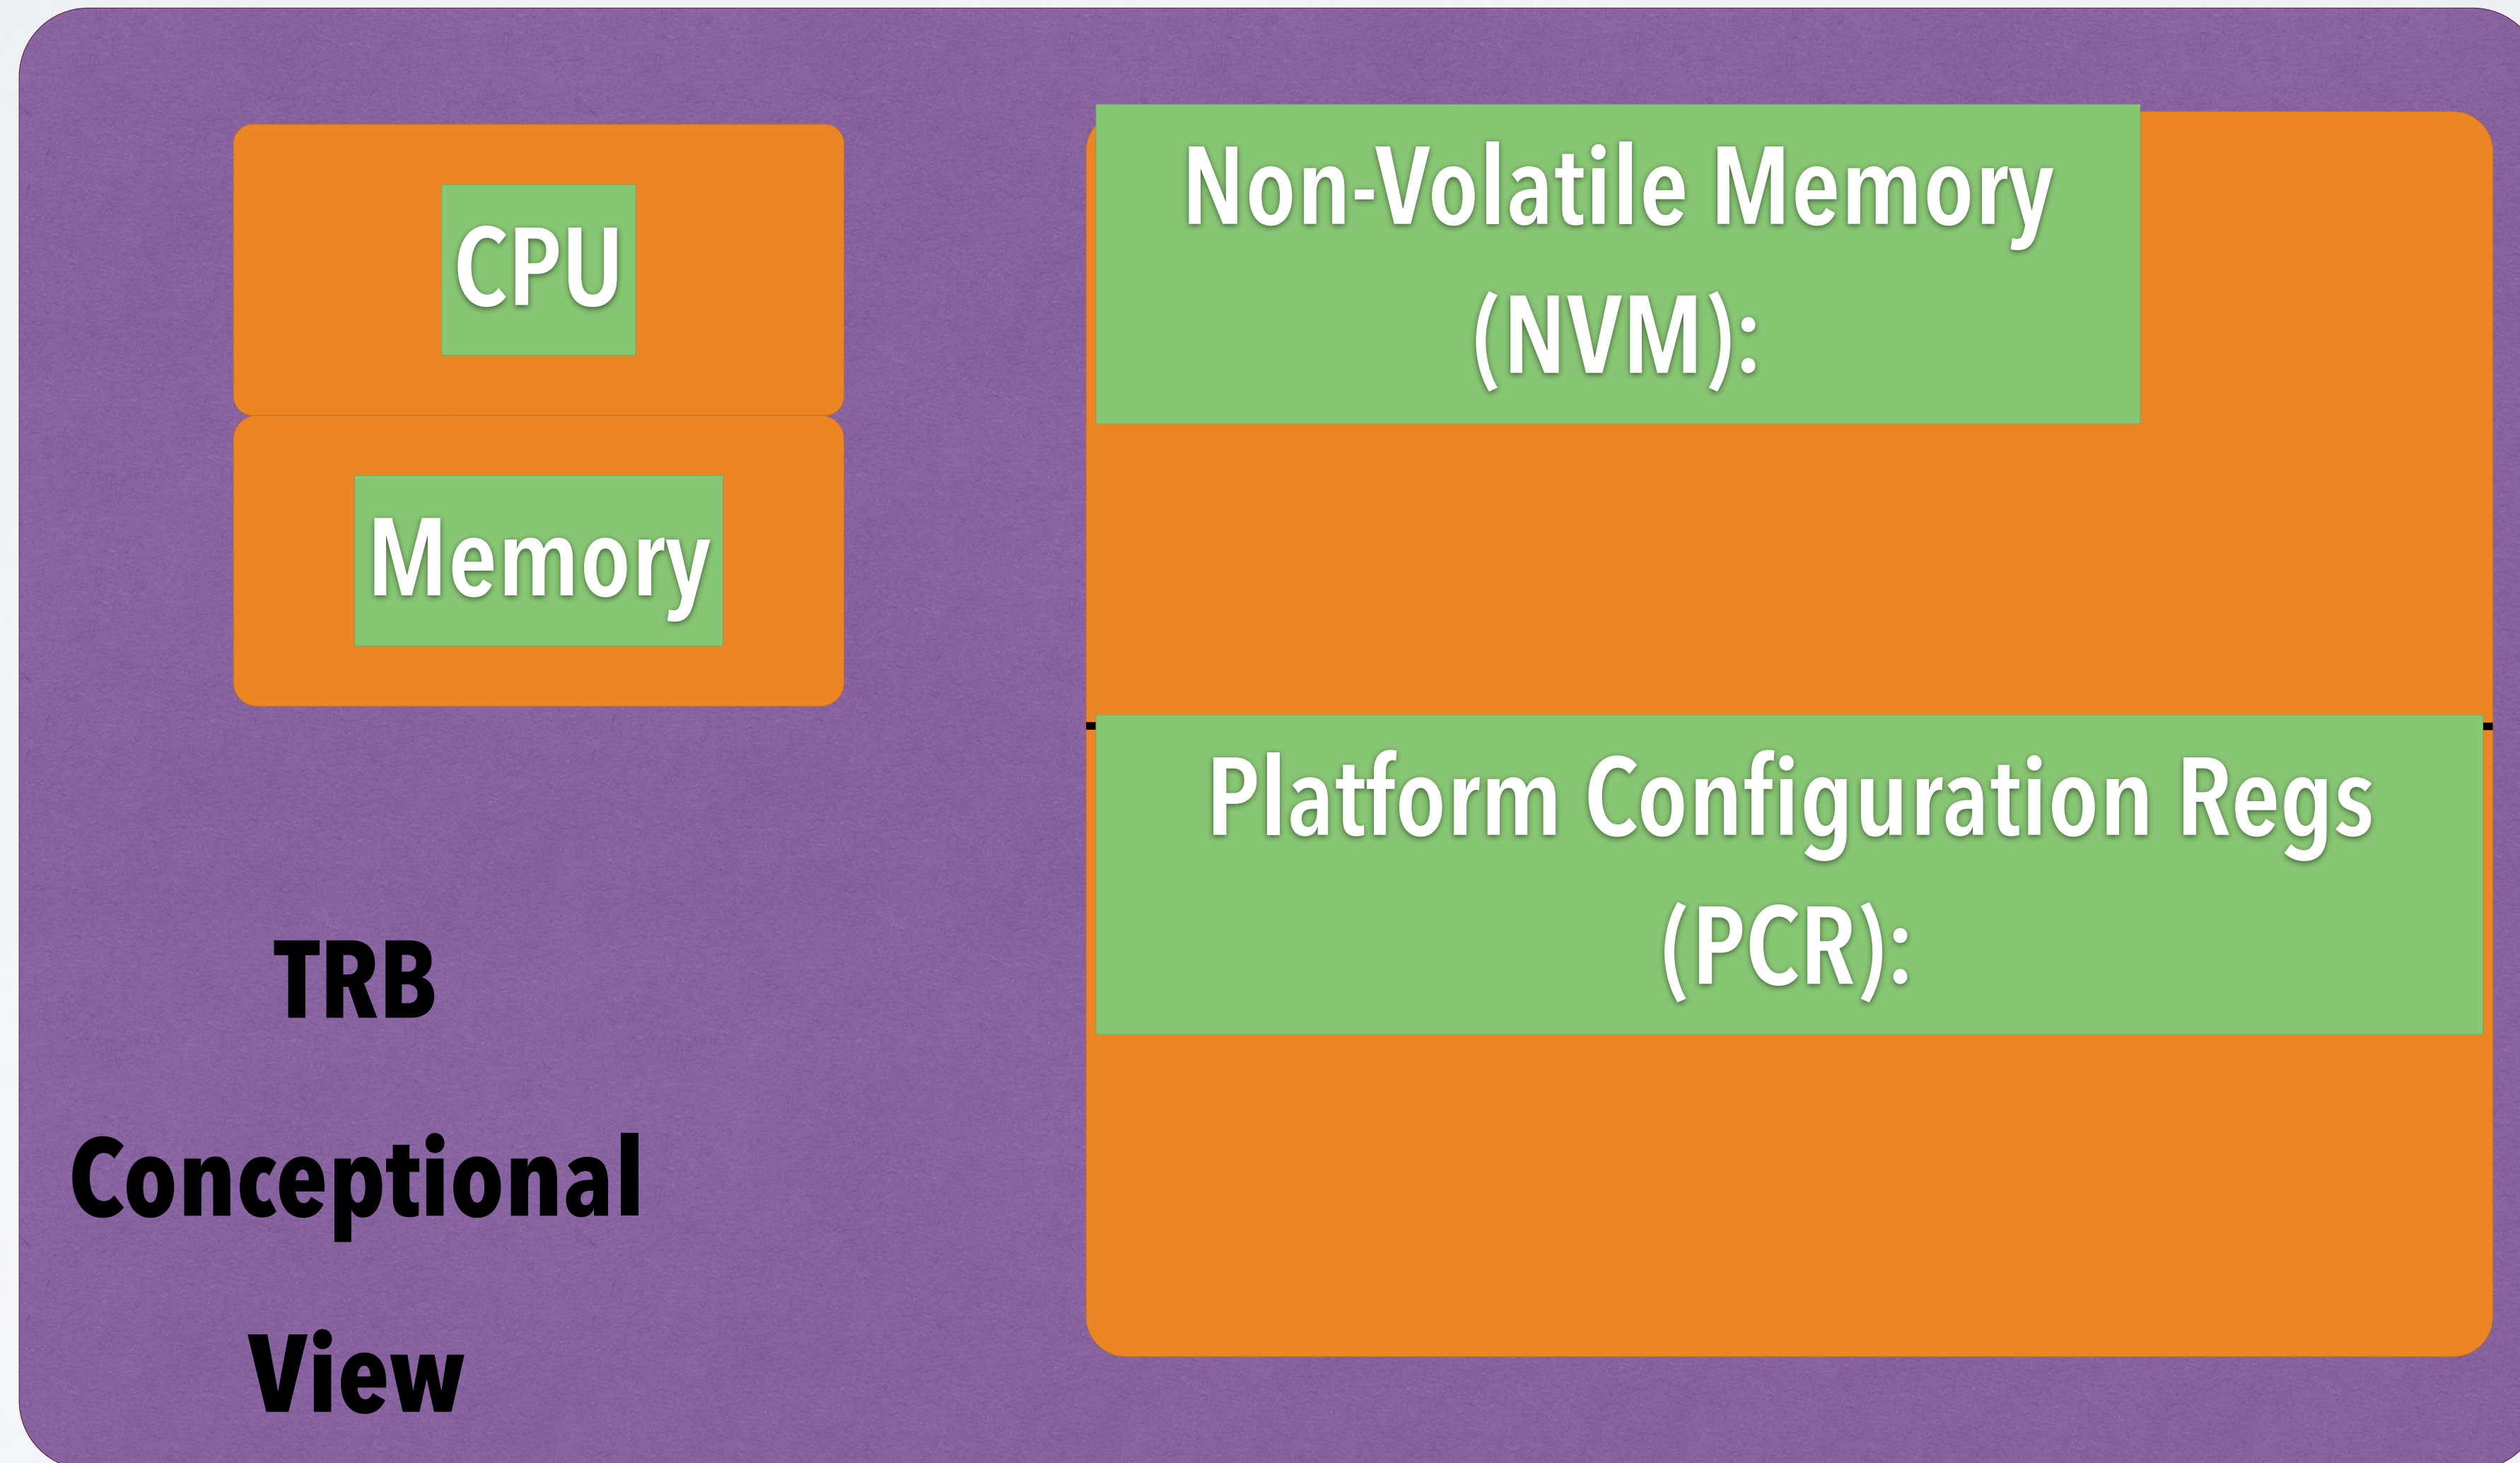 CPU
Memory
Non-Volatile Memory
(NVM):
Platform Configuration Regs
(PCR):
TRB
Conceptional
View